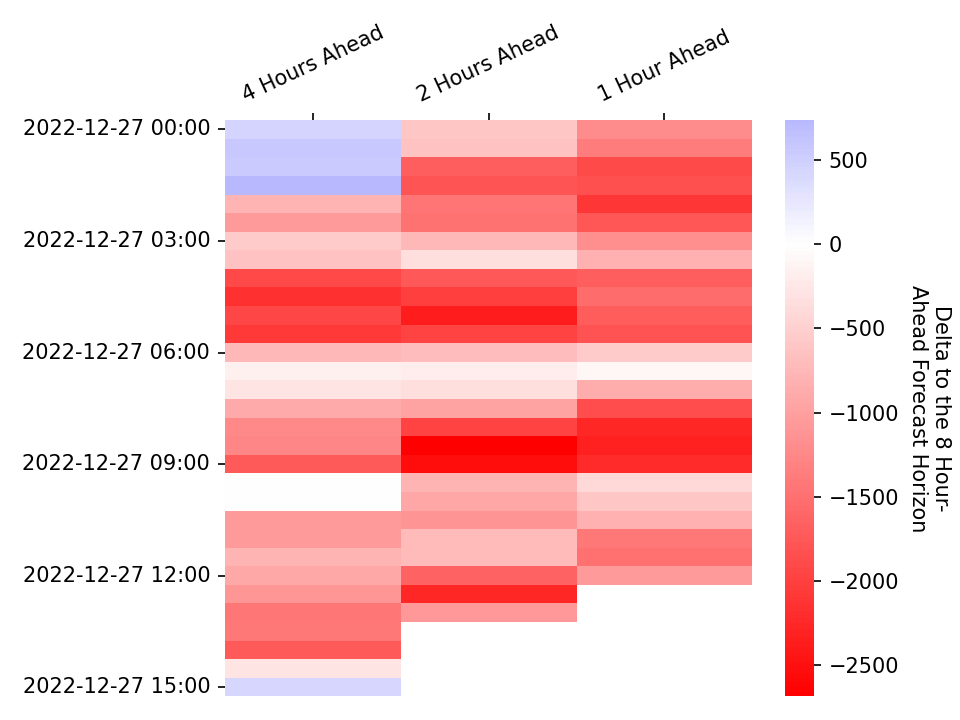 4 Hours Ahead
2 Hours Ahead
1 Hour Ahead
2022-12-27 00:00
2022-12-27 03:00
2022-12-27 06:00
2022-12-27 09:00
2022-12-27 12:00
2022-12-27 15:00
500
0
−500
−1000
−1500
−2000
−2500
Delta to the 8 Hour-
Ahead Forecast Horizon